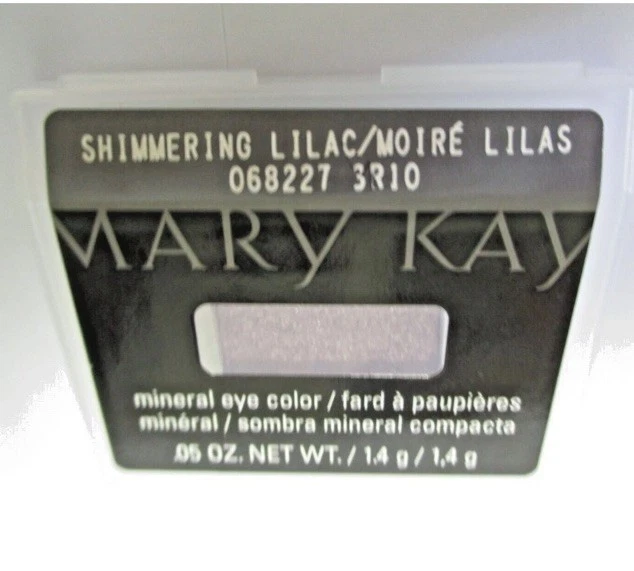 SHIMMERING LILAC/MOIRÉ LILAS
068227 3R10
MARY KAY
mineral eye color / fard à paupières
minéral / sombra mineral compacta
.05 OZ. NET WT. / 1.4 g / 1,4 g